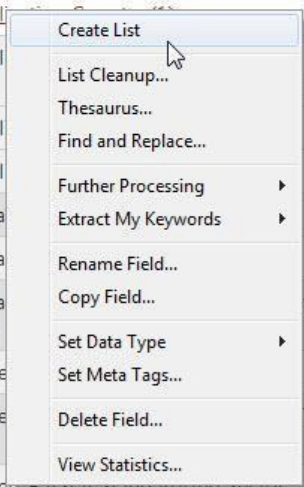 Create List
List Cleanup...
Thesaurus...
Find and Replace...
Further Processing
Extract My Keywords
Rename Field...
Copy Field...
Set Data Type
Set Meta Tags...
Delete Field...
View Statistics...